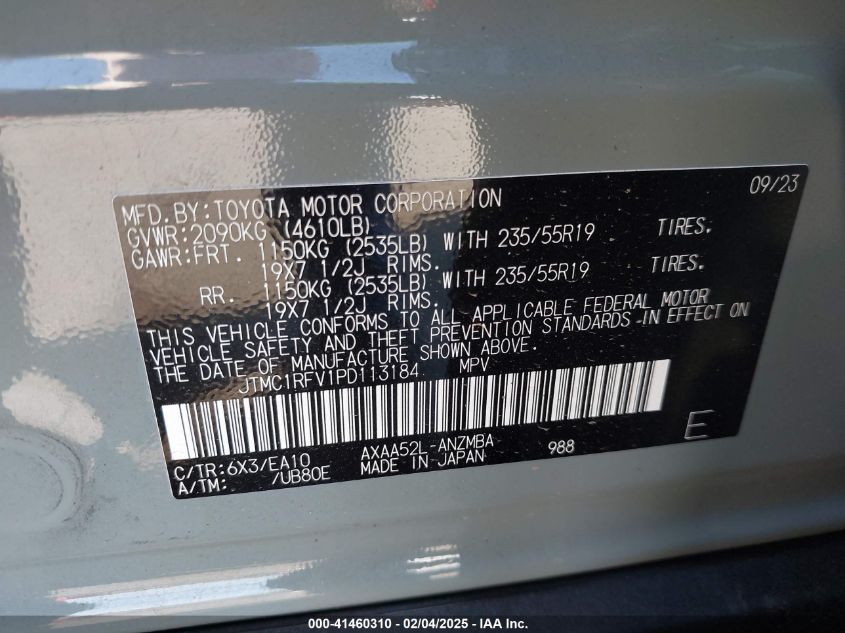 09/23
MFD. BY: TOYOTA MOTOR CORPORATION
GVWR: 2090KG (4610LB)
GAWR: FRT. 1150KG (2535LB) WITH 235/55R19 TIRES.
19X7 1/2J RIMS.
RR. 1150KG (2535LB) WITH 235/55R19 TIRES.
19X7 1/2J RIMS.
THIS VEHICLE CONFORMS TO ALL APPLICABLE FEDERAL MOTOR
VEHICLE SAFETY AND THEFT PREVENTION STANDARDS IN EFFECT ON
THE DATE OF MANUFACTURE SHOWN ABOVE.
JTMC1RFV1PD113184 MPV
C/TR: 6X3/EA10 AXAA52L-ANZMBA 988 E
A/TM: /UB80E MADE IN JAPAN
000-41460310 - 02/04/2025 - IAA Inc.